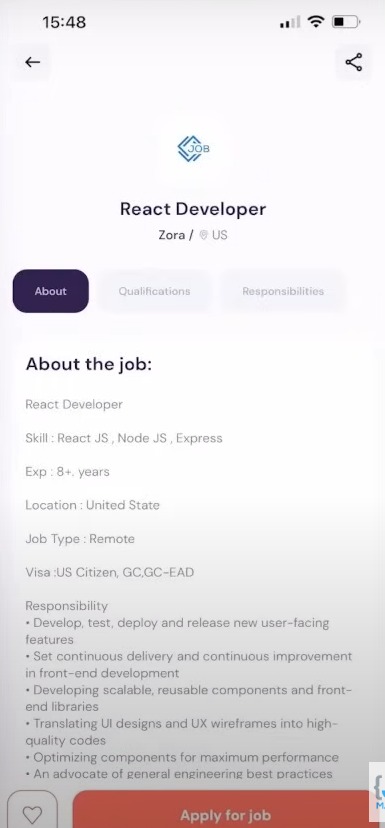 15:48
JOB
React Developer
Zora / US
About
Qualifications
Responsibilities
About the job:
React Developer
Skill : React JS , Node JS , Express
Exp : 8+. years
Location : United State
Job Type : Remote
Visa :US Citizen, GC,GC-EAD
Responsibility
• Develop, test, deploy and release new user-facing
features
• Set continuous delivery and continuous improvement
in front-end development
• Developing scalable, reusable components and front-
end libraries
• Translating UI designs and UX wireframes into high-
quality codes
• Optimizing components for maximum performance
• An advocate of general engineering best practices
Apply for job